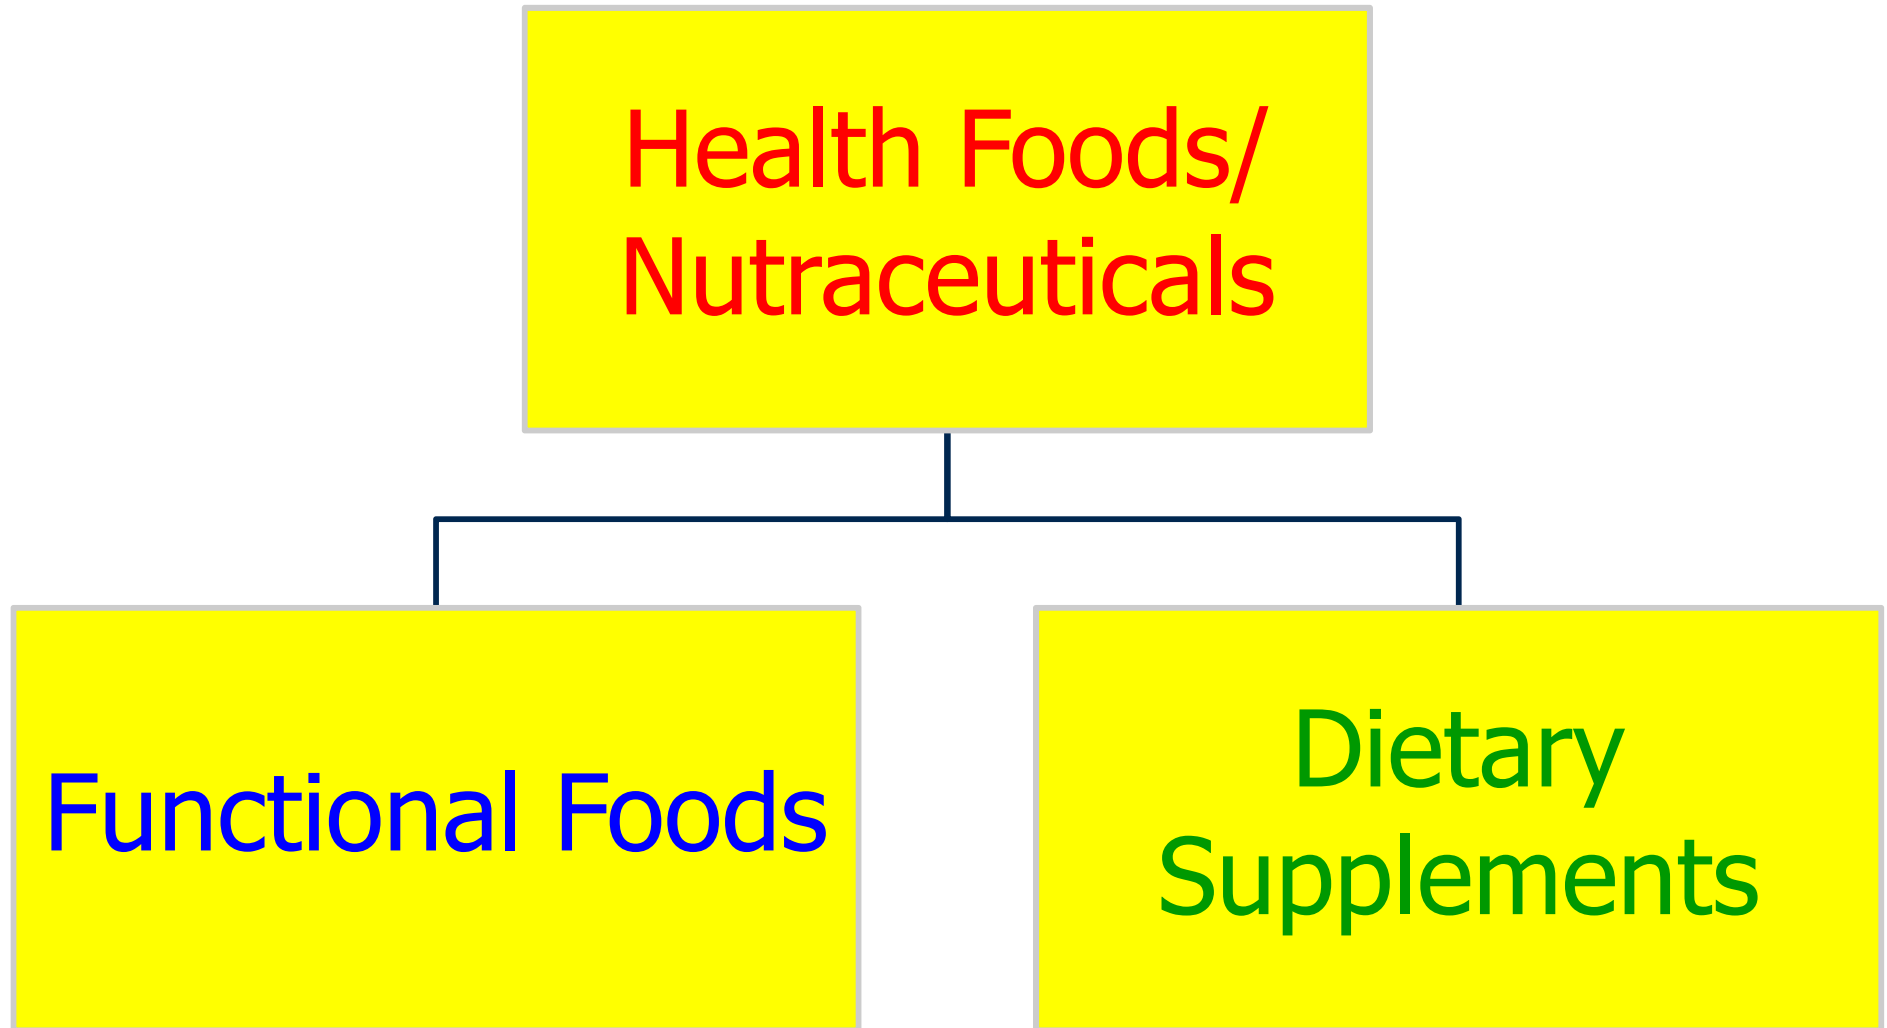 Health Foods/
Nutraceuticals
Functional Foods
Dietary
Supplements